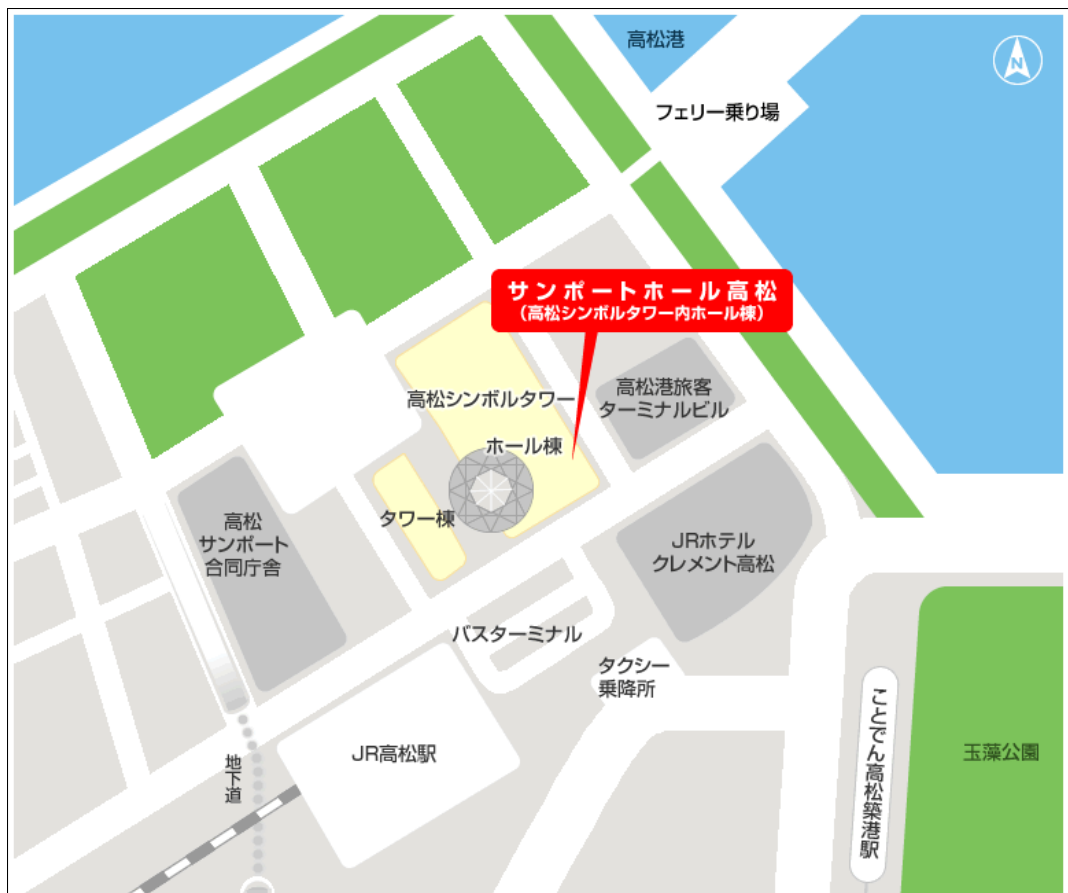 高松港
N
フェリー乗り場
サンポートホール高松
（高松シンボルタワー内ホール棟）
高松シンボルタワー
高松港旅客
ターミナルビル
ホール棟
タワー棟
高松
サンポート
合同庁舎
JRホテル
クレメント高松
バスターミナル
タクシー
乗降所
ことでん高松築港駅
JR高松駅
地下道
玉藻公園